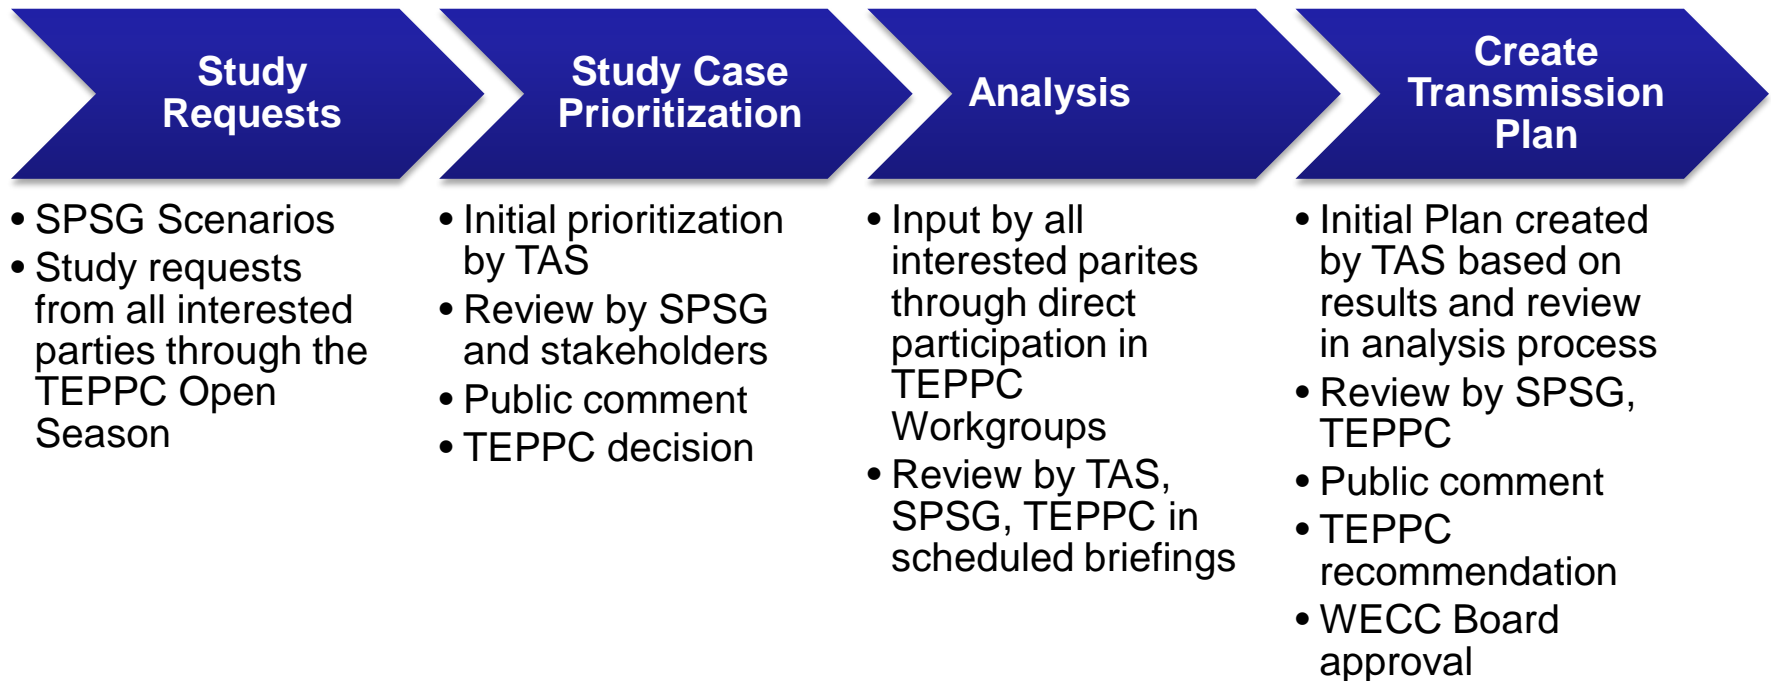 Study
Requests
• SPSG Scenarios
• Study requests
from all interested
parties through the
TEPPC Open
Season
Study Case
Prioritization
• Initial prioritization
by TAS
• Review by SPSG
and stakeholders
• Public comment
• TEPPC decision
Analysis
• Input by all
interested parites
through direct
participation in
TEPPC
Workgroups
• Review by TAS,
SPSG, TEPPC in
scheduled briefings
Create
Transmission
Plan
• Initial Plan created
by TAS based on
results and review
in analysis process
• Review by SPSG,
TEPPC
• Public comment
• TEPPC
recommendation
• WECC Board
approval